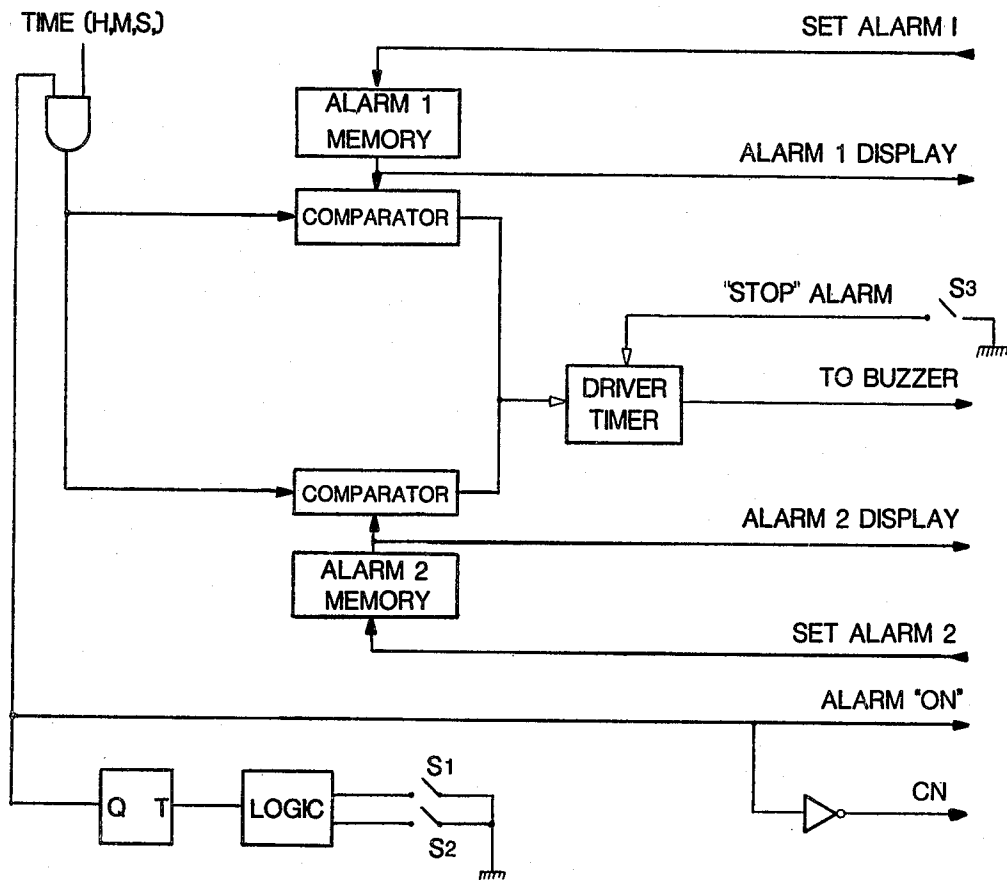 TIME (H,M,S,)
SET ALARM 1
ALARM 1
MEMORY
ALARM 1 DISPLAY
COMPARATOR
"STOP" ALARM
S3
DRIVER
TIMER
TO BUZZER
COMPARATOR
ALARM 2 DISPLAY
ALARM 2
MEMORY
SET ALARM 2
ALARM "ON"
S1
Q T
LOGIC
CN
S2